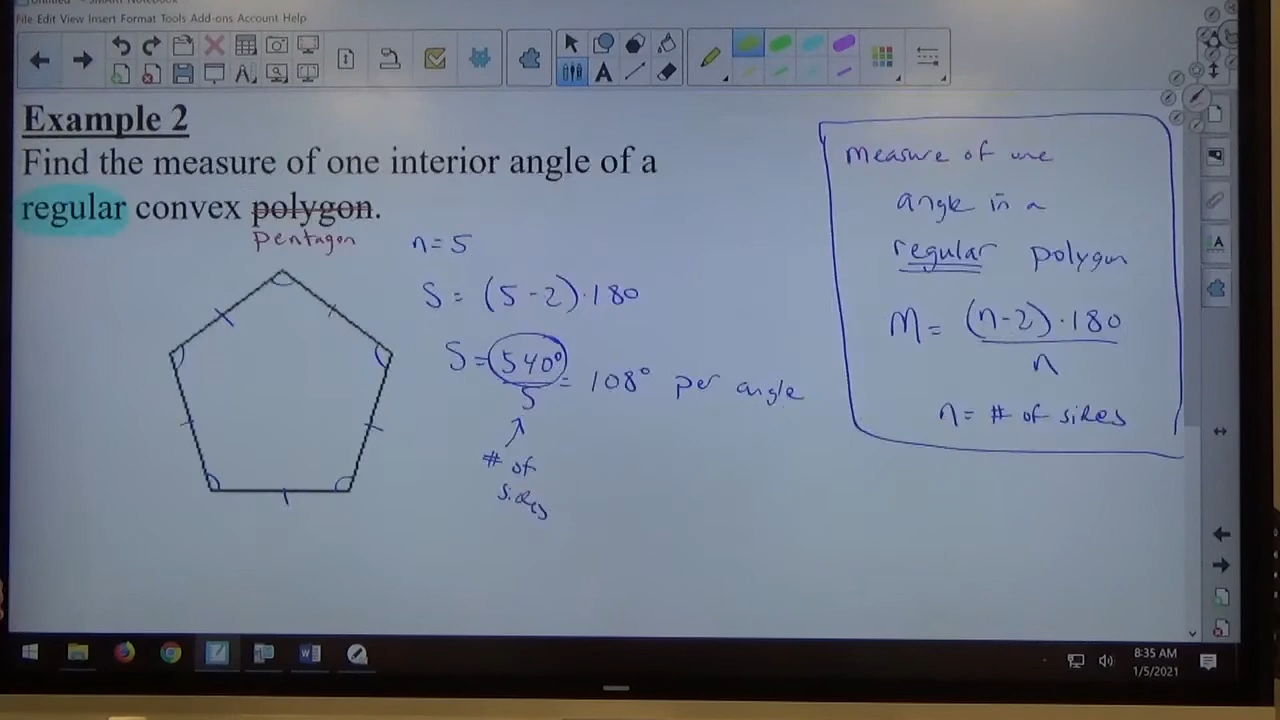 File Edit View Insert Format Tools Add-ons Account Help
Example 2
Find the measure of one interior angle of a
regular convex polygon.
Pentagon
n = 5
S = (5 - 2) · 180
S = 540°
5
= 108° per angle
# of
sides
Measure of one
angle in a
regular polygon
M = (n-2) · 180
n
n = # of sides
8:35 AM
1/5/2021